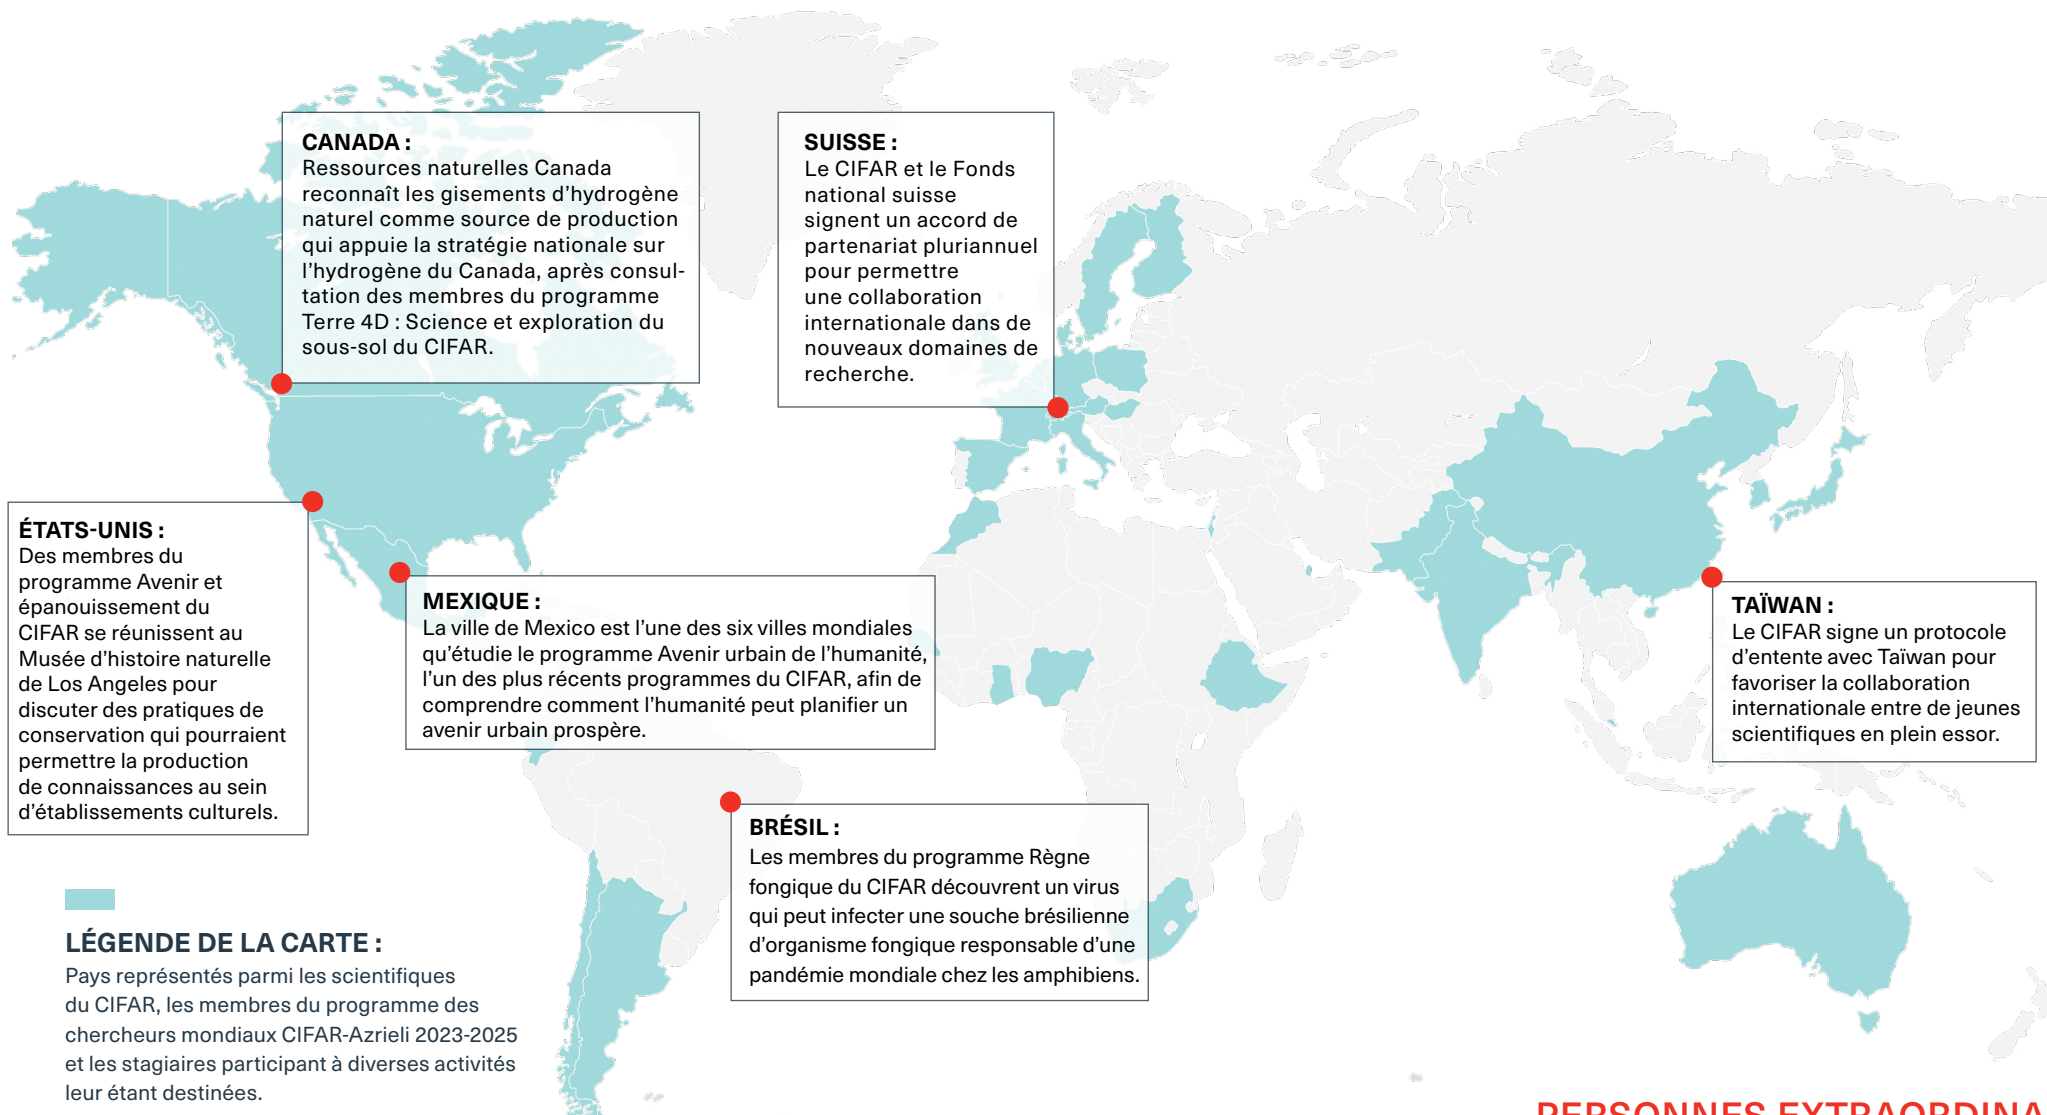 CANADA :
Ressources naturelles Canada
reconnaît les gisements d'hydrogène
naturel comme source de production
qui appuie la stratégie nationale sur
l'hydrogène du Canada, après consul-
tation des membres du programme
Terre 4D : Science et exploration du
sous-sol du CIFAR.
SUISSE :
Le CIFAR et le Fonds
national suisse
signent un accord de
partenariat pluriannuel
pour permettre
une collaboration
internationale dans de
nouveaux domaines de
recherche.
ÉTATS-UNIS :
Des membres du
programme Avenir et
épanouissement du
CIFAR se réunissent au
Musée d'histoire naturelle
de Los Angeles pour
discuter des pratiques de
conservation qui pourraient
permettre la production
de connaissances au sein
d'établissements culturels.
MEXIQUE :
La ville de Mexico est l'une des six villes mondiales
qu'étudie le programme Avenir urbain de l'humanité,
l'un des plus récents programmes du CIFAR, afin de
comprendre comment l'humanité peut planifier un
avenir urbain prospère.
TAÏWAN :
Le CIFAR signe un protocole
d'entente avec Taïwan pour
favoriser la collaboration
internationale entre de jeunes
scientifiques en plein essor.
BRÉSIL :
Les membres du programme Règne
fongique du CIFAR découvrent un virus
qui peut infecter une souche brésilienne
d'organisme fongique responsable d'une
pandémie mondiale chez les amphibiens.
LÉGENDE DE LA CARTE :
Pays représentés parmi les scientifiques
du CIFAR, les membres du programme des
chercheurs mondiaux CIFAR-Azrieli 2023-2025
et les stagiaires participant à diverses activités
leur étant destinées.
PERSONNES EXTRAORDINA